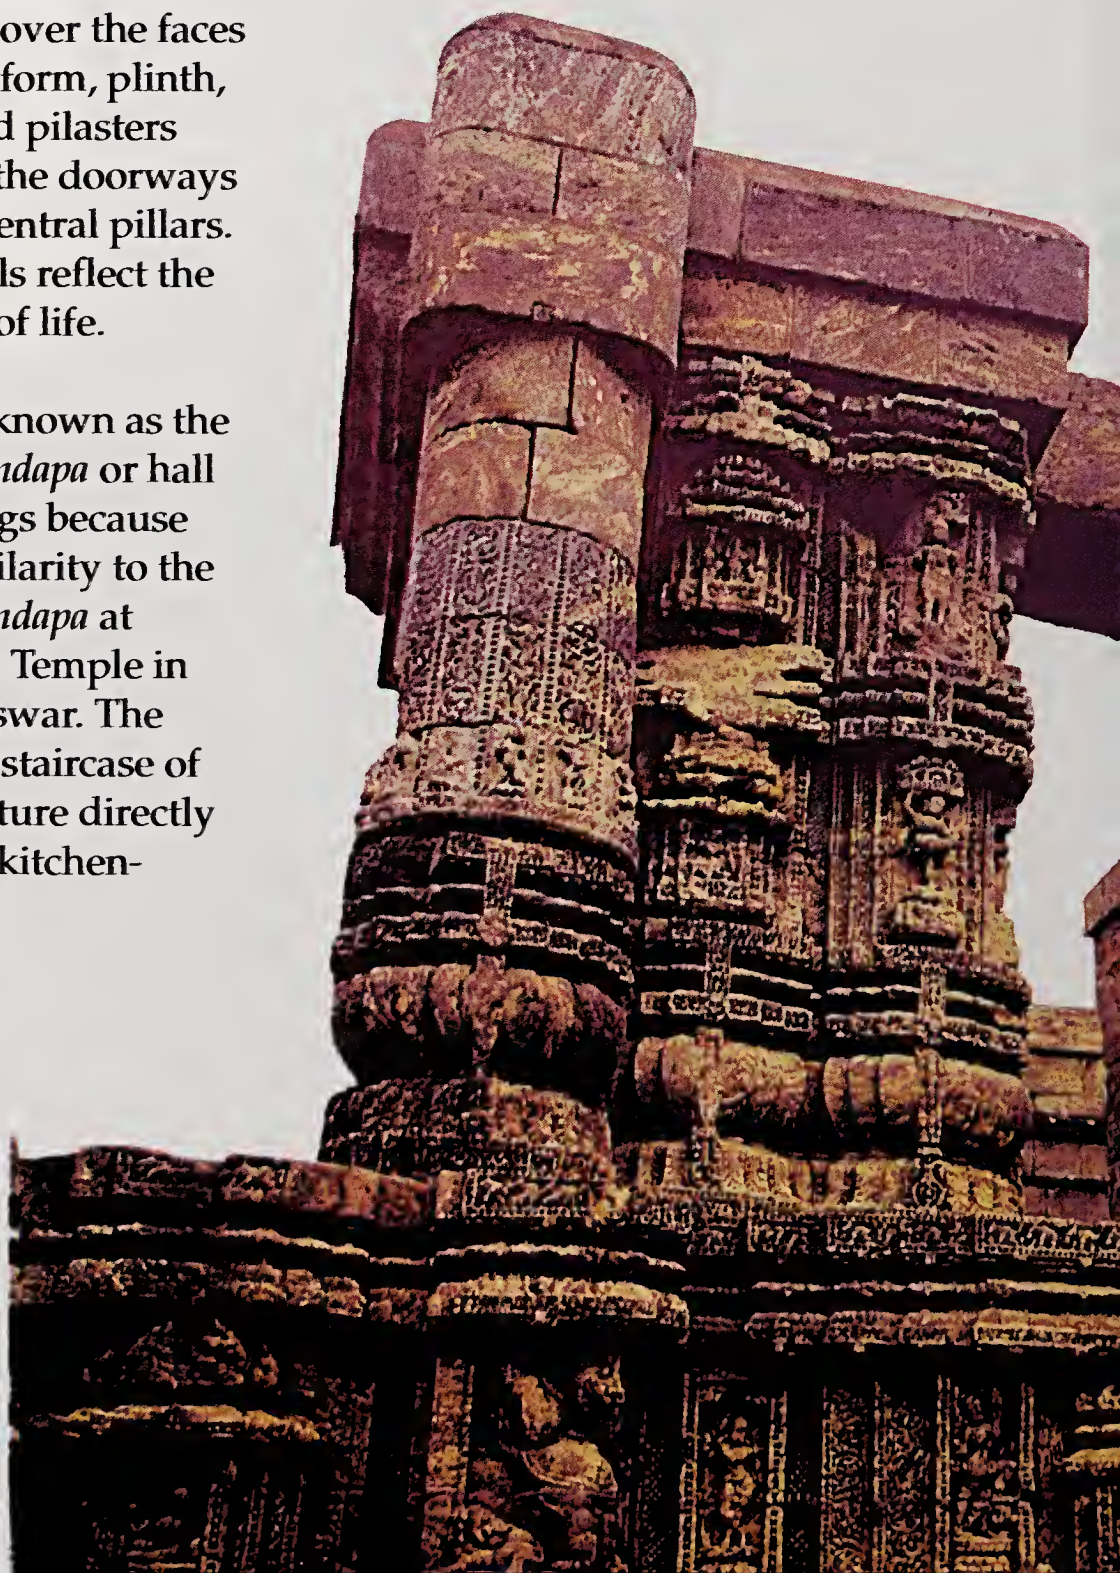 over the faces
form, plinth,
d pilasters
the doorways
entral pillars.
ls reflect the
of life.
known as the
ndapa or hall
gs because
ilarity to the
ndapa at
Temple in
swar. The
staircase of
ture directly
kitchen-